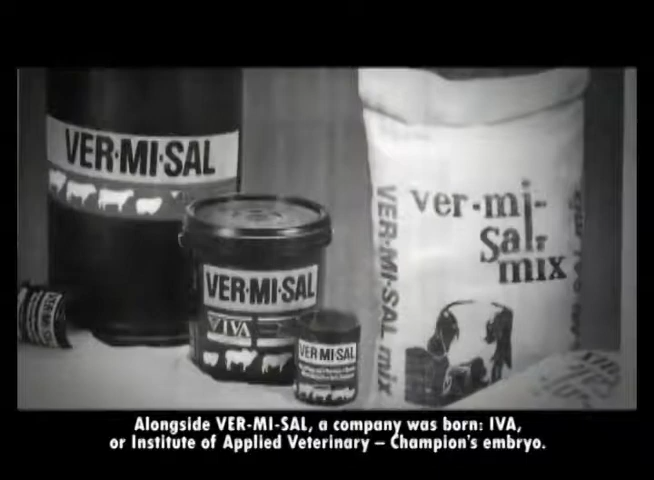 VER·MI·SAL
VER·MI·SAL
IVA
VER·MI·SAL
ver-mi-
Sal
mix
VER-MI-SAL mix
Alongside VER-MI-SAL, a company was born: IVA,
or Institute of Applied Veterinary – Champion's embryo.